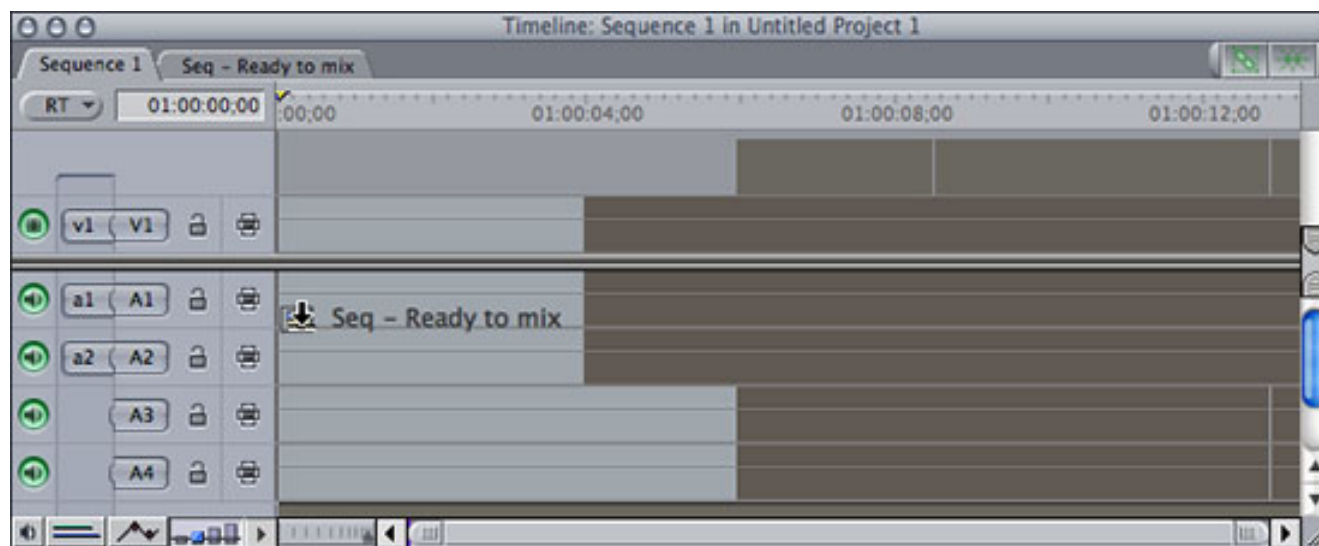 Timeline: Sequence 1 in Untitled Project 1
Sequence 1 Seq - Ready to mix
RT 01:00:00;00 :00;00 01:00:04;00 01:00:08;00 01:00:12;00
v1 V1
a1 A1
Seq - Ready to mix
a2 A2
A3
A4